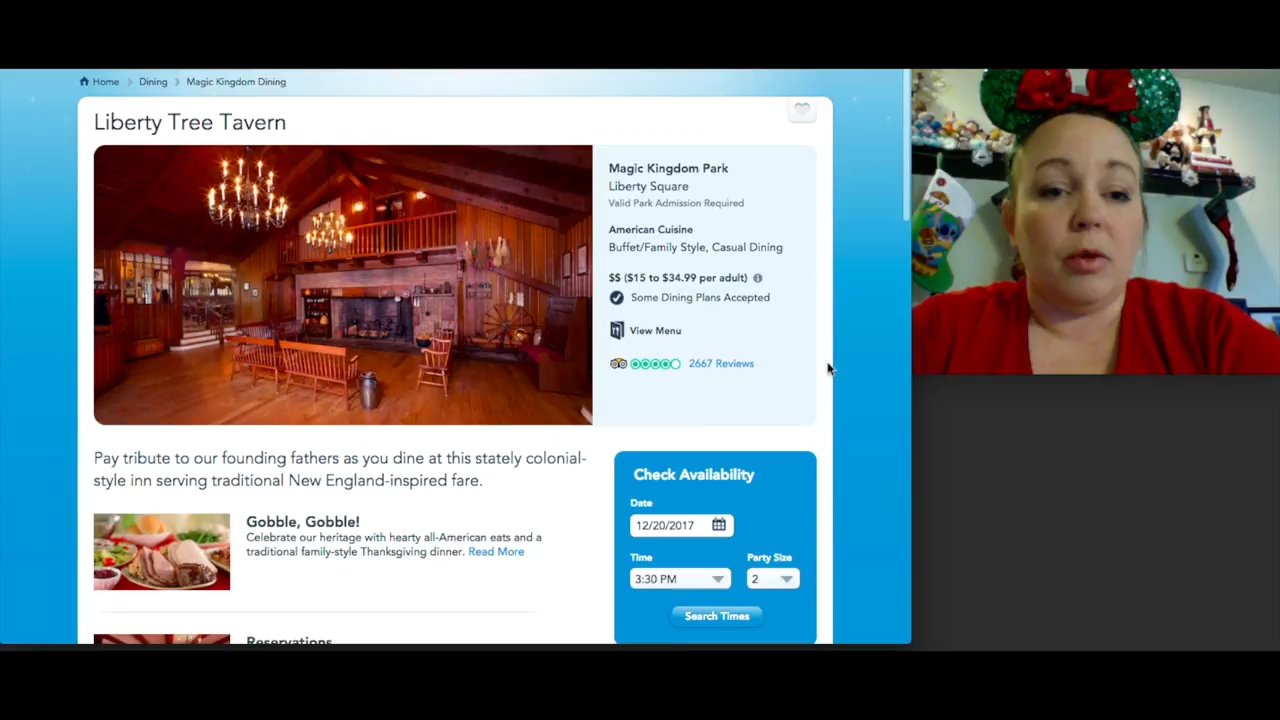 Home > Dining > Magic Kingdom Dining
Liberty Tree Tavern
Magic Kingdom Park
Liberty Square
Valid Park Admission Required
American Cuisine
Buffet/Family Style, Casual Dining
$$ ($15 to $34.99 per adult)
Some Dining Plans Accepted
View Menu
2667 Reviews
Pay tribute to our founding fathers as you dine at this stately colonial-
style inn serving traditional New England-inspired fare.
Gobble, Gobble!
Celebrate our heritage with hearty all-American eats and a
traditional family-style Thanksgiving dinner. Read More
Reservations
Check Availability
Date
12/20/2017
Time
Party Size
3:30 PM
2
Search Times